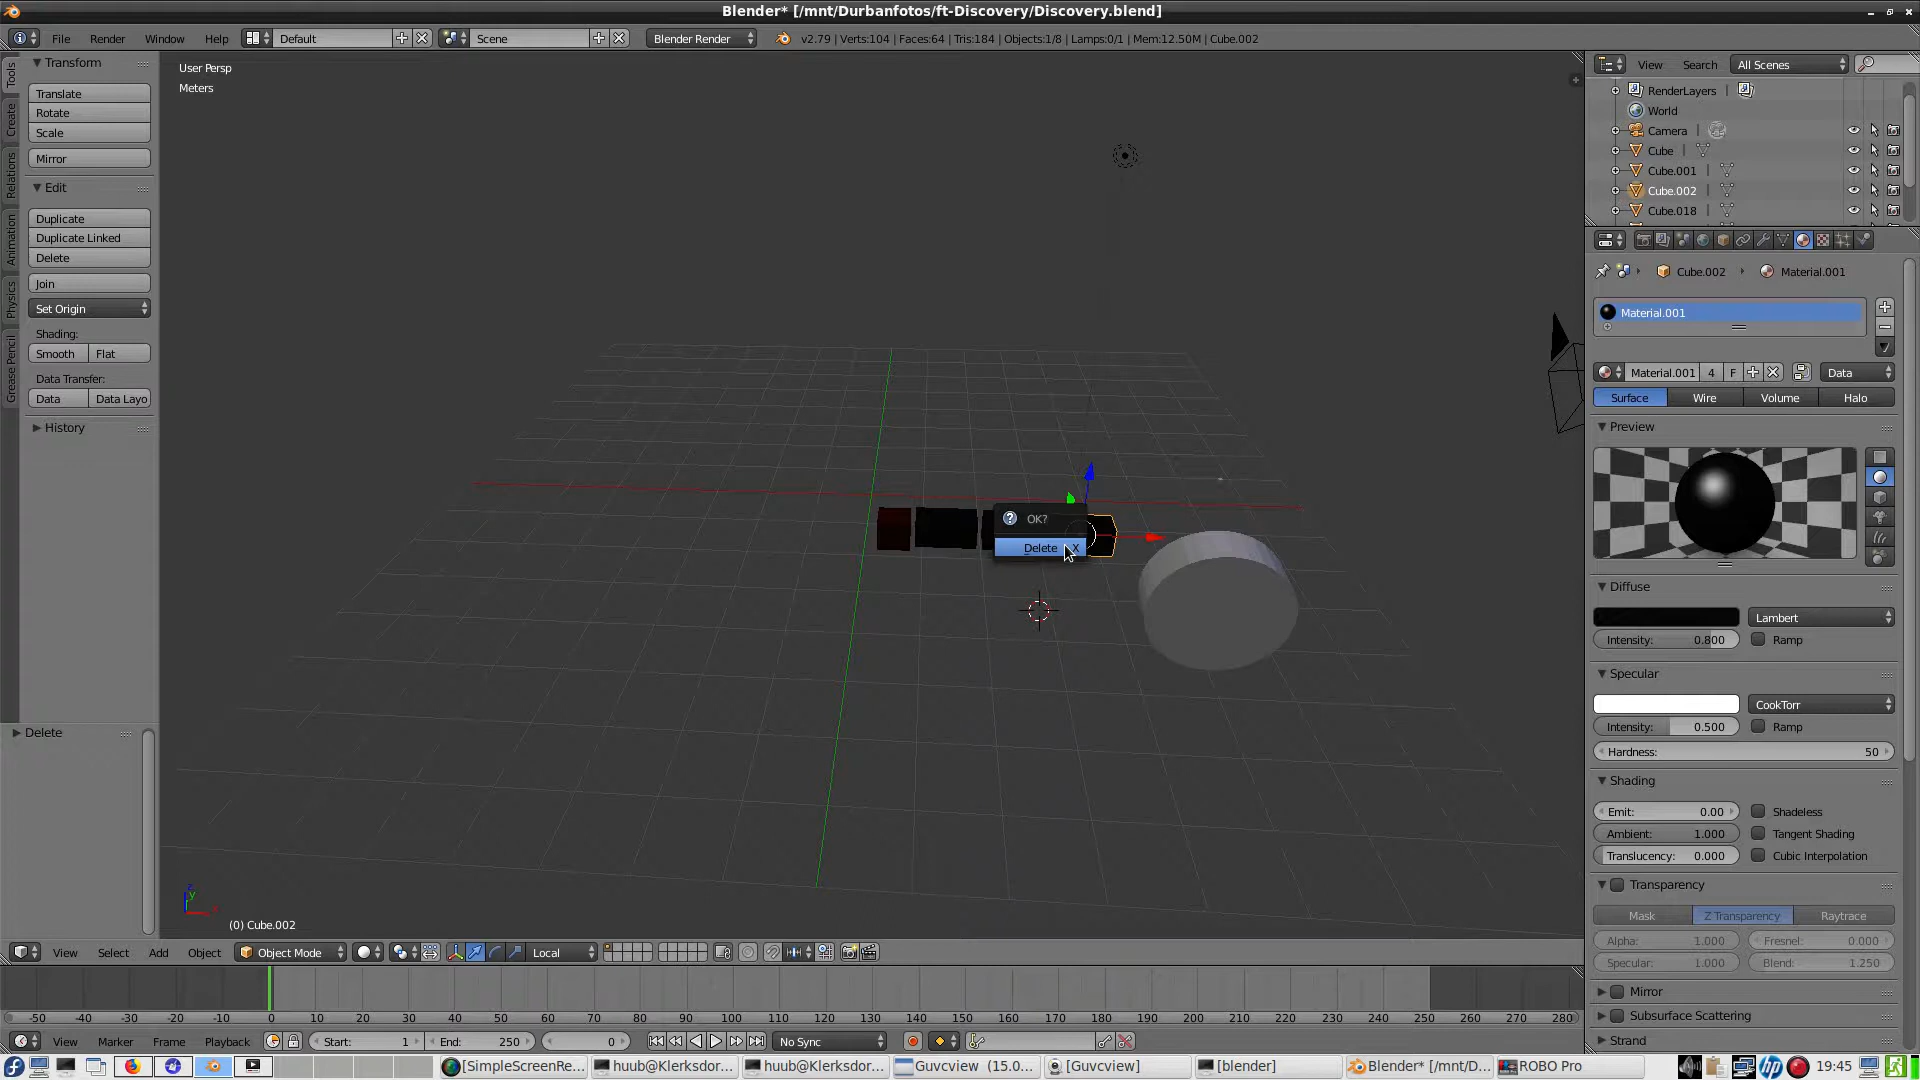 Blender* [/mnt/Durbanfotos/ft-Discovery/Discovery.blend]
File Render Window Help Default Scene Blender Render v2.79 | Verts:104 | Faces:64 | Tris:184 | Objects:1/8 | Lamps:0/1 | Mem:12.50M | Cube.002
Tools
Create
Relations
Animation
Physics
Grease Pencil
Transform
Translate
Rotate
Scale
Mirror
Edit
Duplicate
Duplicate Linked
Delete
Join
Set Origin
Shading:
Smooth Flat
Data Transfer:
Data Data Layo
History
Delete
User Persp
Meters
OK?
Delete X
(0) Cube.002
View Search All Scenes
RenderLayers
World
Camera
Cube
Cube.001
Cube.002
Cube.018
Cube.002 Material.001
Material.001
Material.001 4 F Data
Surface Wire Volume Halo
Preview
Diffuse
Lambert
Intensity: 0.800 Ramp
Specular
CookTorr
Intensity: 0.500 Ramp
Hardness: 50
Shading
Emit: 0.00 Shadeless
Ambient: 1.000 Tangent Shading
Translucency: 0.000 Cubic Interpolation
Transparency
Mask Z Transparency Raytrace
Alpha: 1.000 Fresnel: 0.000
Specular: 1.000 Blend: 1.250
Mirror
Subsurface Scattering
Strand
View Select Add Object Object Mode Local
-50 -40 -30 -20 -10 0 10 20 30 40 50 60 70 80 90 100 110 120 130 140 150 160 170 180 190 200 210 220 230 240 250 260 270 280
View Marker Frame Playback Start: 1 End: 250 0 No Sync
[SimpleScreenRe... huub@Klerksdor... huub@Klerksdor... Guvcview (15.0... [Guvcview] [blender] Blender* [/mnt/D... ROBO Pro 19:45